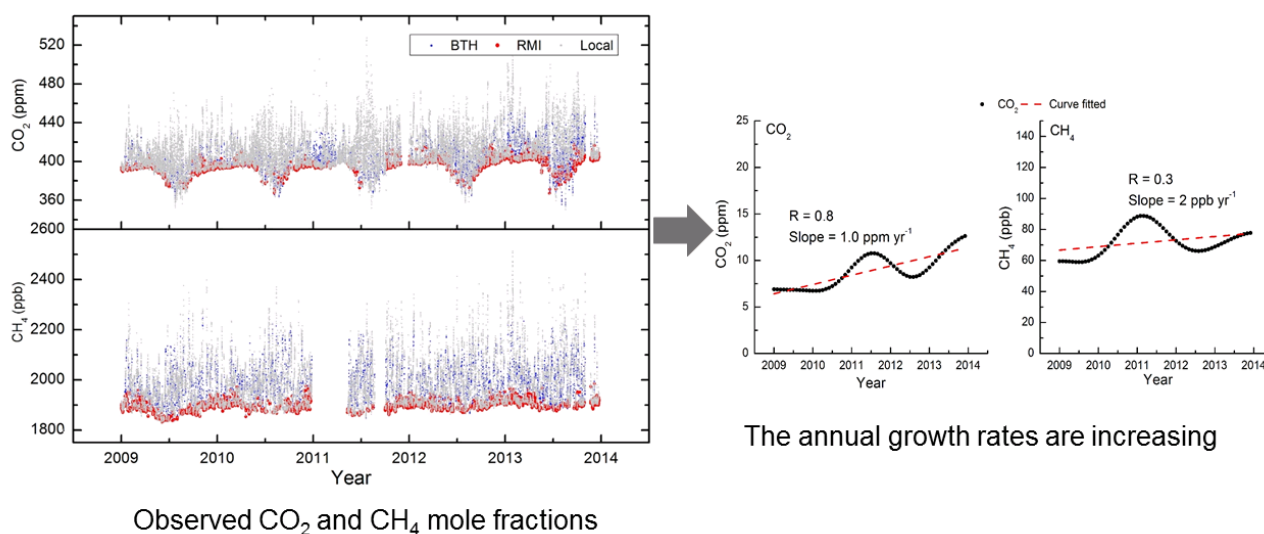 BTH RMI Local
CO₂ (ppm)
520
480
440
400
360
2600
CH₄ (ppb)
2400
2200
2000
1800
2009 2010 2011 2012 2013 2014
Year
Observed CO₂ and CH₄ mole fractions
CO₂ Curve fitted
CO₂
CO₂ (ppm)
25
20
15
10
5
0
R = 0.8
Slope = 1.0 ppm yr⁻¹
2009 2010 2011 2012 2013 2014
Year
CH₄
CH₄ (ppb)
140
120
100
80
60
40
20
0
R = 0.3
Slope = 2 ppb yr⁻¹
2009 2010 2011 2012 2013 2014
Year
The annual growth rates are increasing